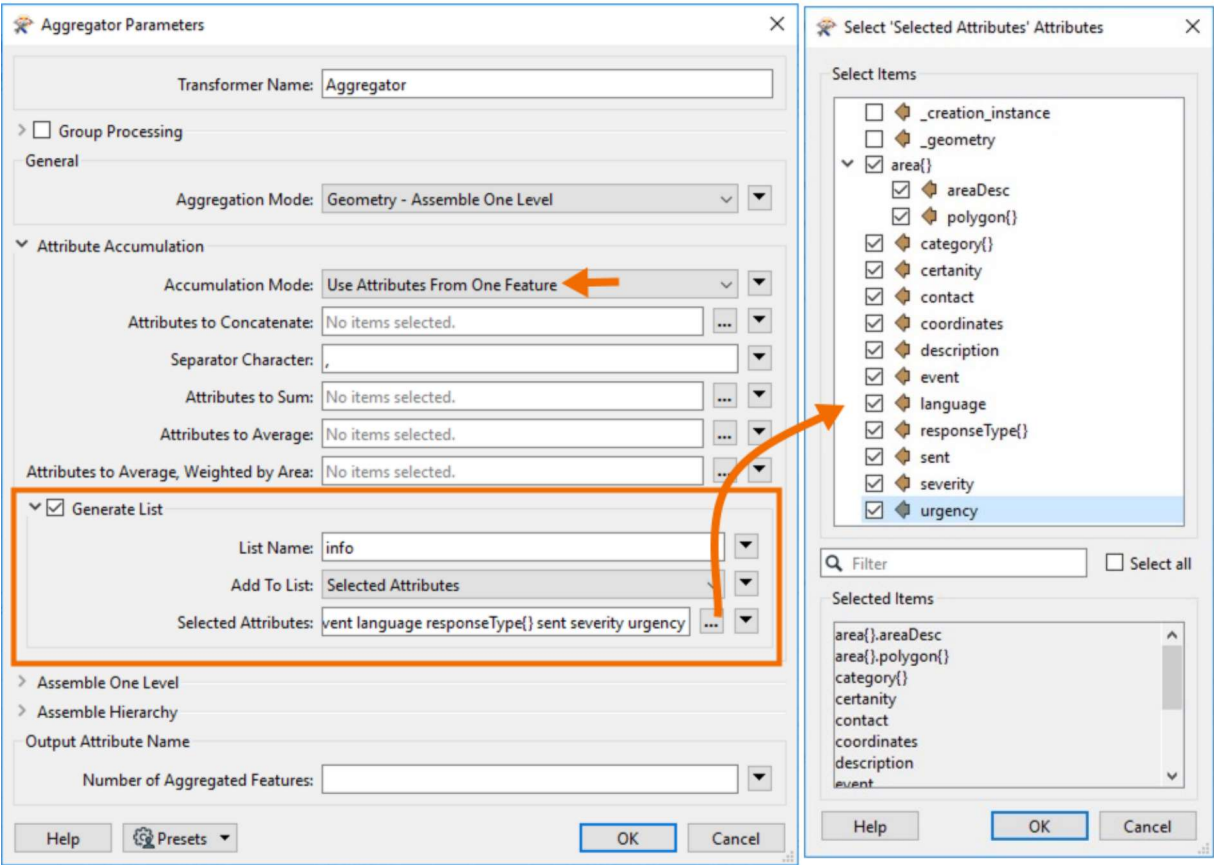 Aggregator Parameters
Transformer Name: Aggregator
Group Processing
General
Aggregation Mode: Geometry - Assemble One Level
Attribute Accumulation
Accumulation Mode: Use Attributes From One Feature
Attributes to Concatenate: No items selected. ...
Separator Character: ,
Attributes to Sum: No items selected. ...
Attributes to Average: No items selected. ...
Attributes to Average, Weighted by Area: No items selected. ...
Generate List
List Name: info
Add To List: Selected Attributes
Selected Attributes: vent language responseType{} sent severity urgency ...
Assemble One Level
Assemble Hierarchy
Output Attribute Name
Number of Aggregated Features:
Help Presets OK Cancel
Select 'Selected Attributes' Attributes
Select Items
_creation_instance
_geometry
area{}
areaDesc
polygon{}
category{}
certanity
contact
coordinates
description
event
language
responseType{}
sent
severity
urgency
Filter Select all
Selected Items
area{}.areaDesc
area{}.polygon{}
category{}
certanity
contact
coordinates
description
event
Help OK Cancel